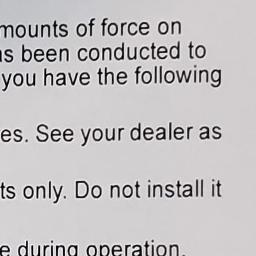 mounts of force on
as been conducted to
you have the following
es. See your dealer as
ts only. Do not install it
e during operation.